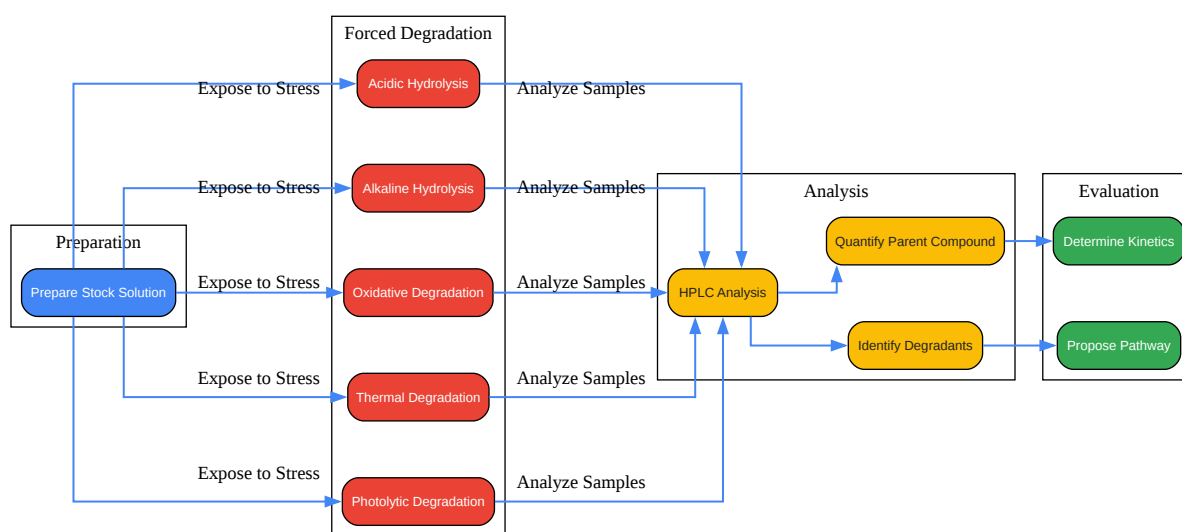 Forced Degradation
Acidic Hydrolysis
Expose to Stress
Analyze Samples
Alkaline Hydrolysis
Expose to Stress
Analyze Samples
Analysis
Evaluation
Preparation
Quantify Parent Compound
Determine Kinetics
Prepare Stock Solution
Expose to Stress
Oxidative Degradation
Analyze Samples
HPLC Analysis
Identify Degradants
Propose Pathway
Expose to Stress
Thermal Degradation
Analyze Samples
Expose to Stress
Photolytic Degradation
Analyze Samples